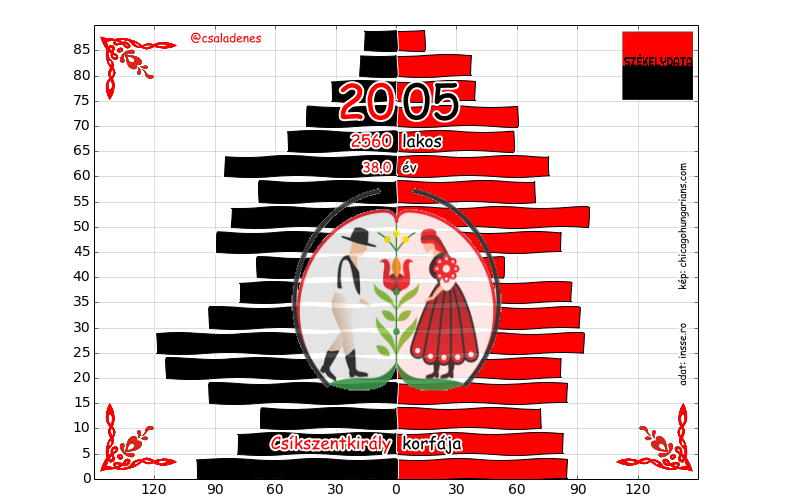 @csaladenes
SZÉKELYDATA
2005
2560 lakos
38.0 év
kép: chicagohungarians.com
adat: insse.ro
Csíkszentkirály korfája
85
80
75
70
65
60
55
50
45
40
35
30
25
20
15
10
5
0
120 90 60 30 0 30 60 90 120